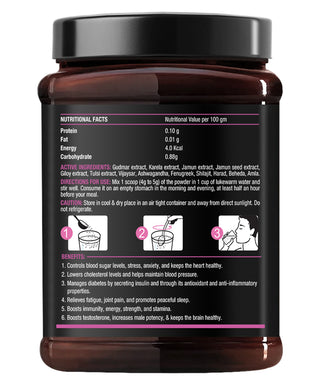 NUTRITIONAL FACTS Nutritional Value per 100 gm
Protein 0.10 g
Fat 0.01 g
Energy 4.0 Kcal
Carbohydrate 0.88g
ACTIVE INGREDIENTS: Gudmar extract, Karela extract, Jamun extract, Jamun seed extract,
Giloy extract, Tulsi extract, Vijaysar, Ashwagandha, Fenugreek, Shilajit, Harad, Baheda, Amla.
DIRECTIONS FOR USE: Mix 1 scoop (4g to 5g) of the powder in 1 cup of lukewarm water and
stir well. Consume it on an empty stomach in the morning and evening, at least half an hour
before your meal.
CAUTION: Store in cool & dry place in an air tight container and away from direct sunlight. Do
not refrigerate.
1 2 3
BENEFITS:
1. Controls blood sugar levels, stress, anxiety, and keeps the heart healthy.
2. Lowers cholesterol levels and helps maintain blood pressure.
3. Manages diabetes by secreting insulin and through its antioxidant and anti-inflammatory
properties.
4. Relieves fatigue, joint pain, and promotes peaceful sleep.
5. Boosts immunity, energy, strength, and stamina.
6. Boosts testosterone, increases male potency, & keeps the brain healthy.